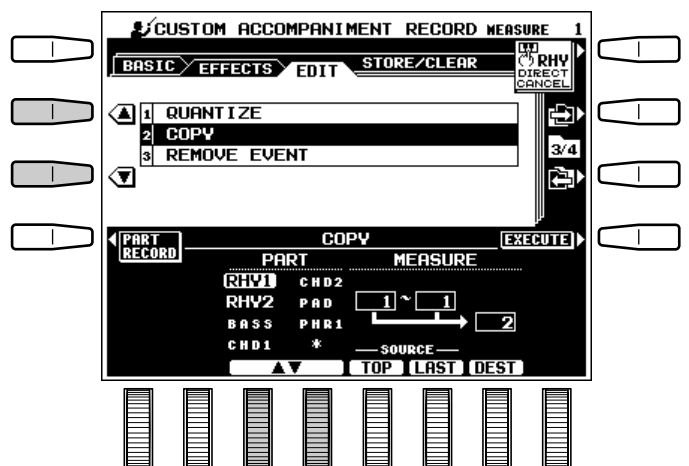 CUSTOM ACCOMPANIMENT RECORD MEASURE 1
BASIC EFFECTS EDIT STORE/CLEAR
RHY
DIRECT
CANCEL
1 QUANTIZE
2 COPY
3 REMOVE EVENT
3/4
PART
RECORD
COPY
EXECUTE
PART MEASURE
RHY1 CHD2
RHY2 PAD 1 ~ 1
BASS PHR1 2
CHD1 *
SOURCE
TOP LAST DEST